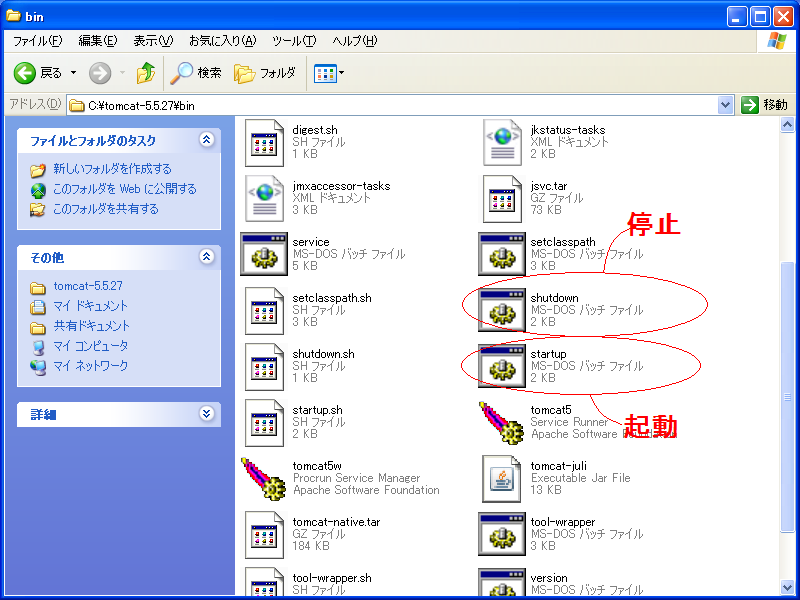 bin
ファイル(F) 編集(E) 表示(V) お気に入り(A) ツール(T) ヘルプ(H)
戻る 検索 フォルダ
アドレス(D) C:¥tomcat-5.5.27¥bin 移動
ファイルとフォルダのタスク
新しいフォルダを作成する
このフォルダを Web に公開する
このフォルダを共有する
その他
tomcat-5.5.27
マイ ドキュメント
共有ドキュメント
マイ コンピュータ
マイ ネットワーク
詳細
digest.sh
SH ファイル
1 KB
jkstatus-tasks
XML ドキュメント
2 KB
jmxaccessor-tasks
XML ドキュメント
3 KB
jsvc.tar
GZ ファイル
73 KB
停止
service
MS-DOS バッチ ファイル
5 KB
setclasspath
MS-DOS バッチ ファイル
3 KB
setclasspath.sh
SH ファイル
3 KB
shutdown
MS-DOS バッチ ファイル
2 KB
shutdown.sh
SH ファイル
1 KB
startup
MS-DOS バッチ ファイル
2 KB
startup.sh
SH ファイル
2 KB
tomcat5
Service Runner
Apache Software Foundation
起動
tomcat5w
Procrun Service Manager
Apache Software Foundation
tomcat-juli
Executable Jar File
13 KB
tomcat-native.tar
GZ ファイル
184 KB
tool-wrapper
MS-DOS バッチ ファイル
3 KB
tool-wrapper.sh
SH ファイル
version
MS-DOS バッチ ファイル